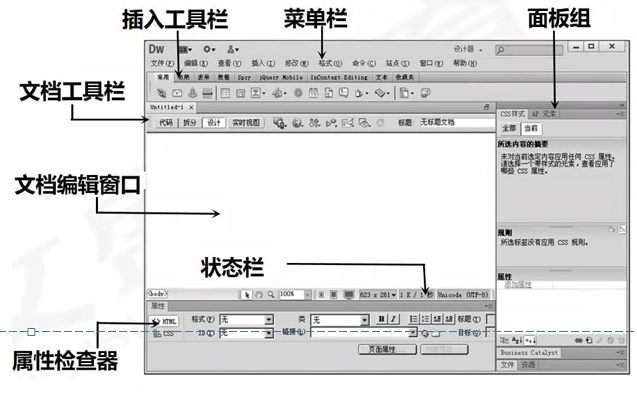 插入工具栏
菜单栏
面板组
Dw
设计器
文件(F) 编辑(E) 查看(V) 插入(I) 修改(M) 格式(O) 命令(C) 站点(S) 窗口(W) 帮助(H)
常用 布局 表单 数据 Spry jQuery Mobile InContext Editing 文本 收藏夹
文档工具栏
Untitled-1
代码 拆分 设计 实时视图 标题: 无标题文档
CSS样式 AP 元素
全部 当前
所选内容的摘要
未对当前选定内容应用任何 CSS 属性。
请选择一个带样式的元素，查看应用了
哪些 CSS 属性。
文档编辑窗口
规则
所选标签没有应用 CSS 规则。
状态栏
属性
添加属性
<body> 100% 623 x 261 1 K / 1 秒 Unicode (UTF-8)
属性
HTML 格式(F) 无 类 无 B I 标题(T)
CSS ID(I) 无 链接(L) 目标(G)
属性检查器
页面属性...
Business Catalyst
文件 资源